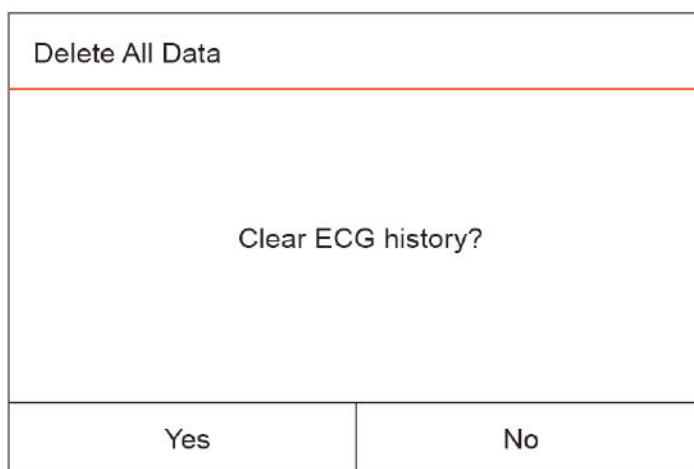 Delete All Data
Clear ECG history?
Yes
No